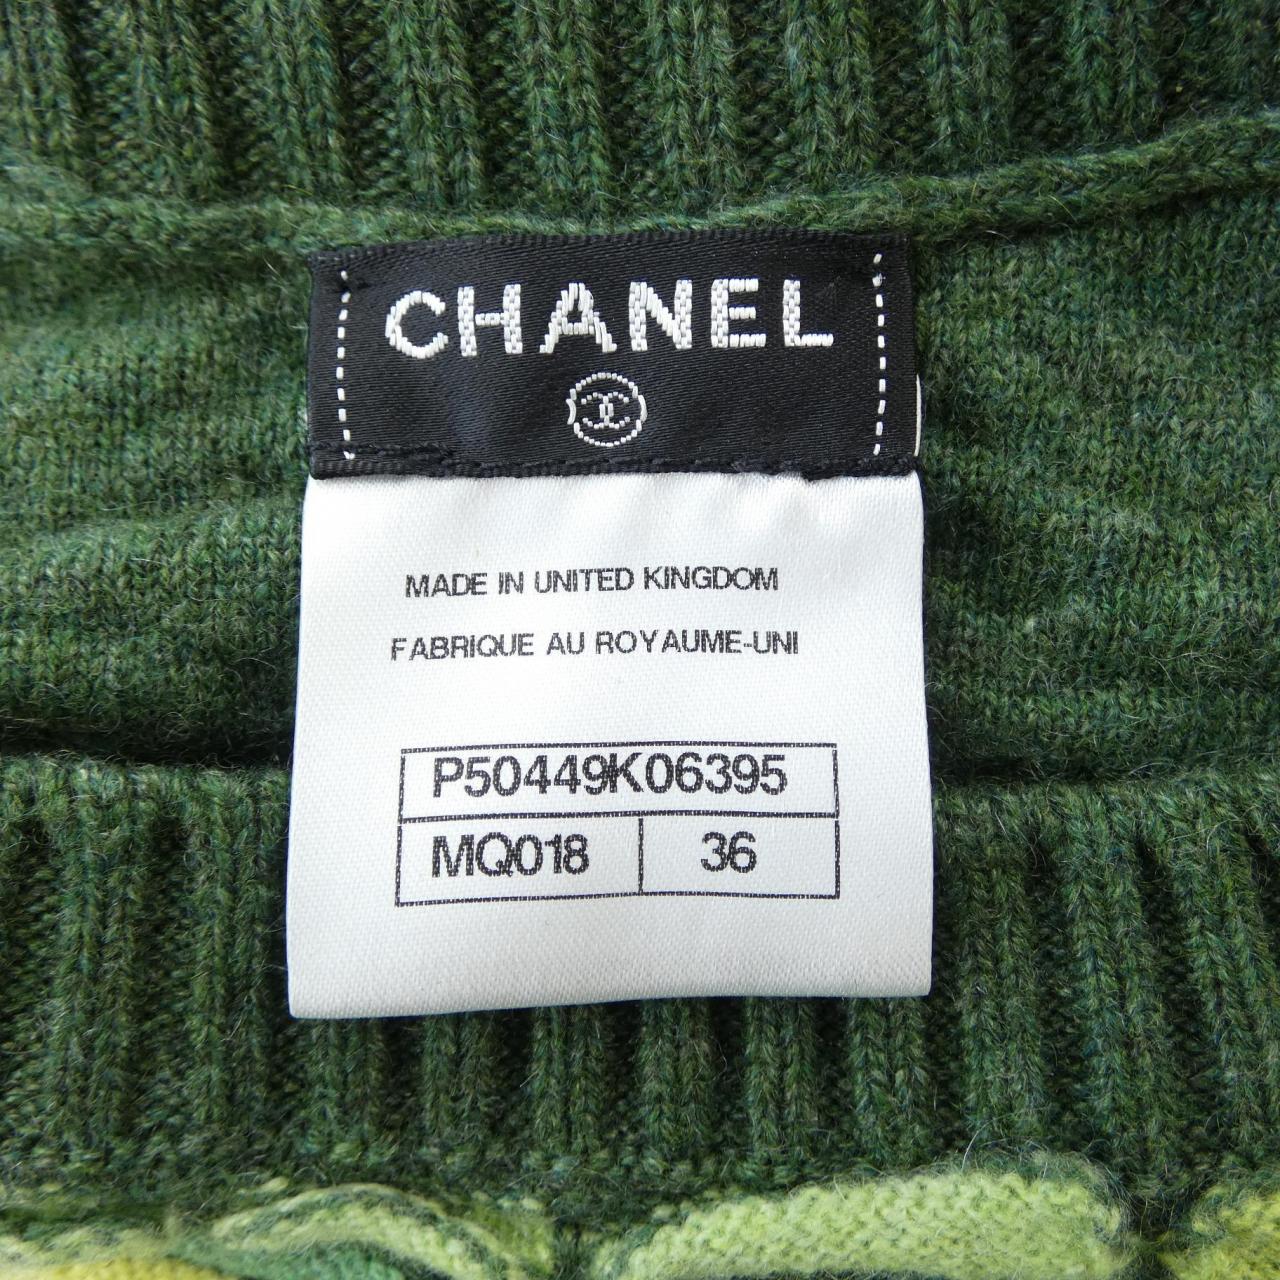 CHANEL
MADE IN UNITED KINGDOM
FABRIQUE AU ROYAUME-UNI
P50449K06395
MQ018 36